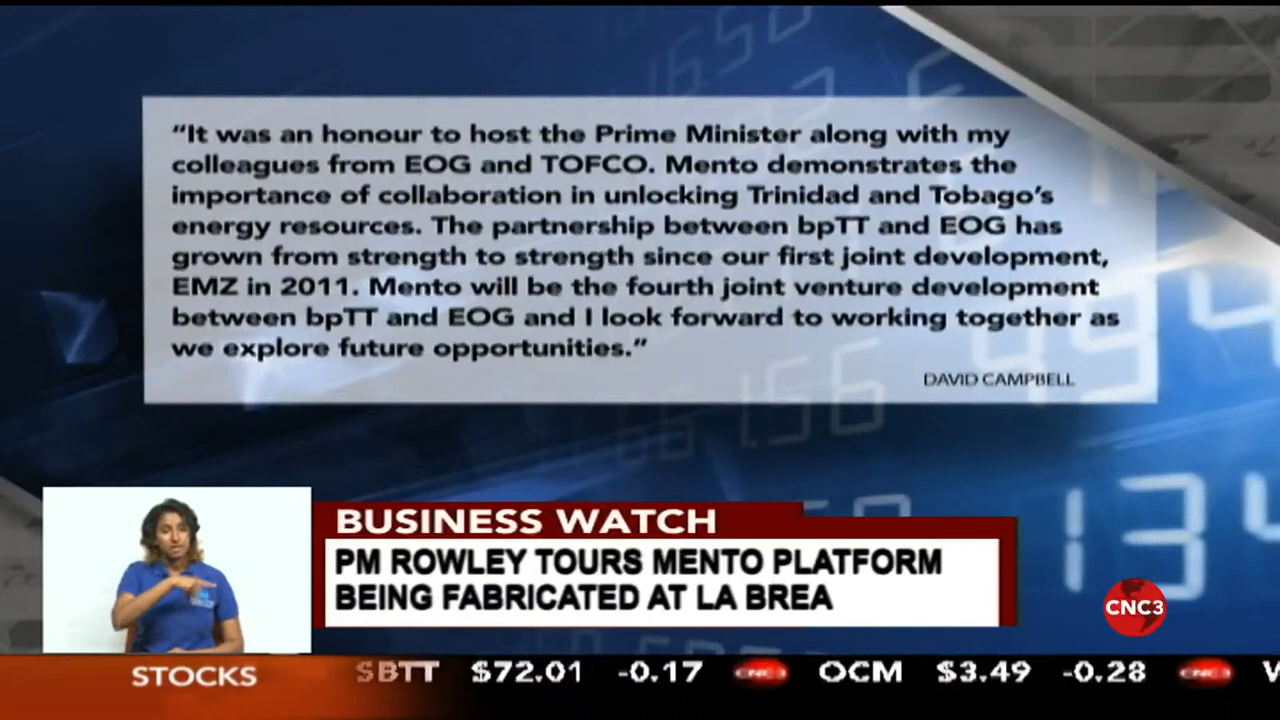 “It was an honour to host the Prime Minister along with my
colleagues from EOG and TOFCO. Mento demonstrates the
importance of collaboration in unlocking Trinidad and Tobago’s
energy resources. The partnership between bpTT and EOG has
grown from strength to strength since our first joint development,
EMZ in 2011. Mento will be the fourth joint venture development
between bpTT and EOG and I look forward to working together as
we explore future opportunities.”
DAVID CAMPBELL
BUSINESS WATCH
PM ROWLEY TOURS MENTO PLATFORM
BEING FABRICATED AT LA BREA
CNC3
STOCKS SBTT $72.01 -0.17 CNC3 OCM $3.49 -0.28 CNC3